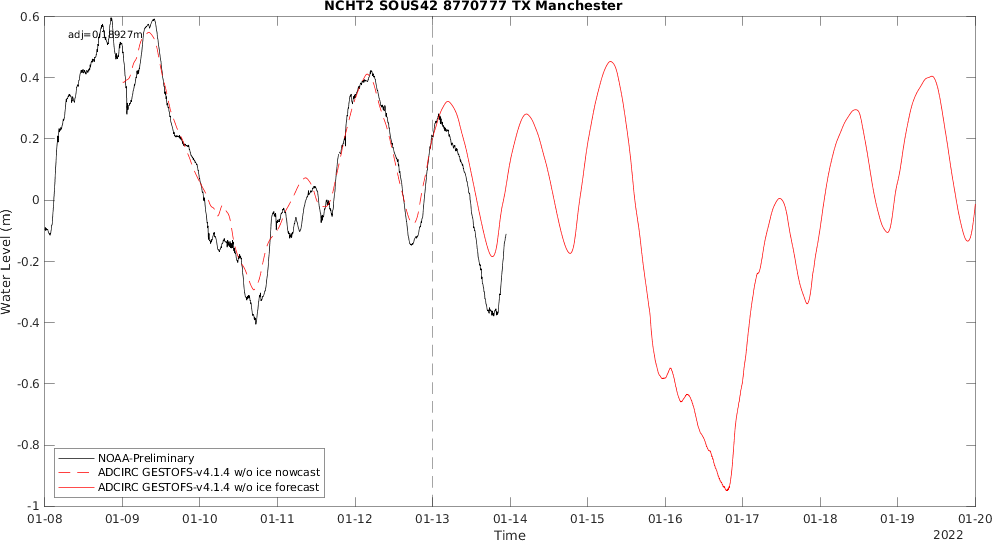 NCHT2 SOUS42 8770777 TX Manchester
adj=0.18927m
0.6
0.4
0.2
0
-0.2
-0.4
-0.6
-0.8
-1
Water Level (m)
NOAA-Preliminary
ADCIRC GESTOFS-v4.1.4 w/o ice nowcast
ADCIRC GESTOFS-v4.1.4 w/o ice forecast
01-08 01-09 01-10 01-11 01-12 01-13 01-14 01-15 01-16 01-17 01-18 01-19 01-20
Time
2022